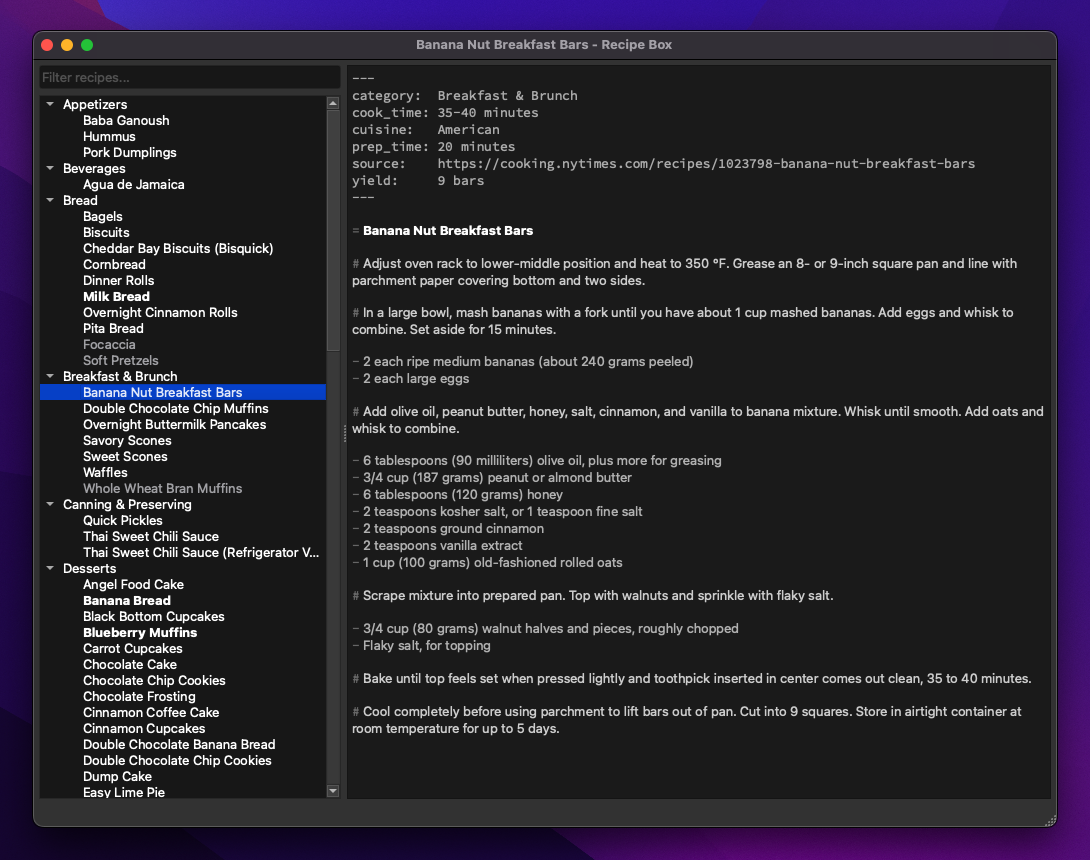 Banana Nut Breakfast Bars - Recipe Box
Filter recipes...
Appetizers
Baba Ganoush
Hummus
Pork Dumplings
Beverages
Agua de Jamaica
Bread
Bagels
Biscuits
Cheddar Bay Biscuits (Bisquick)
Cornbread
Dinner Rolls
Milk Bread
Overnight Cinnamon Rolls
Pita Bread
Focaccia
Soft Pretzels
Breakfast & Brunch
Banana Nut Breakfast Bars
Double Chocolate Chip Muffins
Overnight Buttermilk Pancakes
Savory Scones
Sweet Scones
Waffles
Whole Wheat Bran Muffins
Canning & Preserving
Quick Pickles
Thai Sweet Chili Sauce
Thai Sweet Chili Sauce (Refrigerator V...
Desserts
Angel Food Cake
Banana Bread
Black Bottom Cupcakes
Blueberry Muffins
Carrot Cupcakes
Chocolate Cake
Chocolate Chip Cookies
Chocolate Frosting
Cinnamon Coffee Cake
Cinnamon Cupcakes
Double Chocolate Banana Bread
Double Chocolate Chip Cookies
Dump Cake
Easy Lime Pie
---
category: Breakfast & Brunch
cook_time: 35-40 minutes
cuisine: American
prep_time: 20 minutes
source: https://cooking.nytimes.com/recipes/1023798-banana-nut-breakfast-bars
yield: 9 bars
---
= Banana Nut Breakfast Bars
# Adjust oven rack to lower-middle position and heat to 350 °F. Grease an 8- or 9-inch square pan and line with
parchment paper covering bottom and two sides.
# In a large bowl, mash bananas with a fork until you have about 1 cup mashed bananas. Add eggs and whisk to
combine. Set aside for 15 minutes.
- 2 each ripe medium bananas (about 240 grams peeled)
- 2 each large eggs
# Add olive oil, peanut butter, honey, salt, cinnamon, and vanilla to banana mixture. Whisk until smooth. Add oats and
whisk to combine.
- 6 tablespoons (90 milliliters) olive oil, plus more for greasing
- 3/4 cup (187 grams) peanut or almond butter
- 6 tablespoons (120 grams) honey
- 2 teaspoons kosher salt, or 1 teaspoon fine salt
- 2 teaspoons ground cinnamon
- 2 teaspoons vanilla extract
- 1 cup (100 grams) old-fashioned rolled oats
# Scrape mixture into prepared pan. Top with walnuts and sprinkle with flaky salt.
- 3/4 cup (80 grams) walnut halves and pieces, roughly chopped
- Flaky salt, for topping
# Bake until top feels set when pressed lightly and toothpick inserted in center comes out clean, 35 to 40 minutes.
# Cool completely before using parchment to lift bars out of pan. Cut into 9 squares. Store in airtight container at
room temperature for up to 5 days.